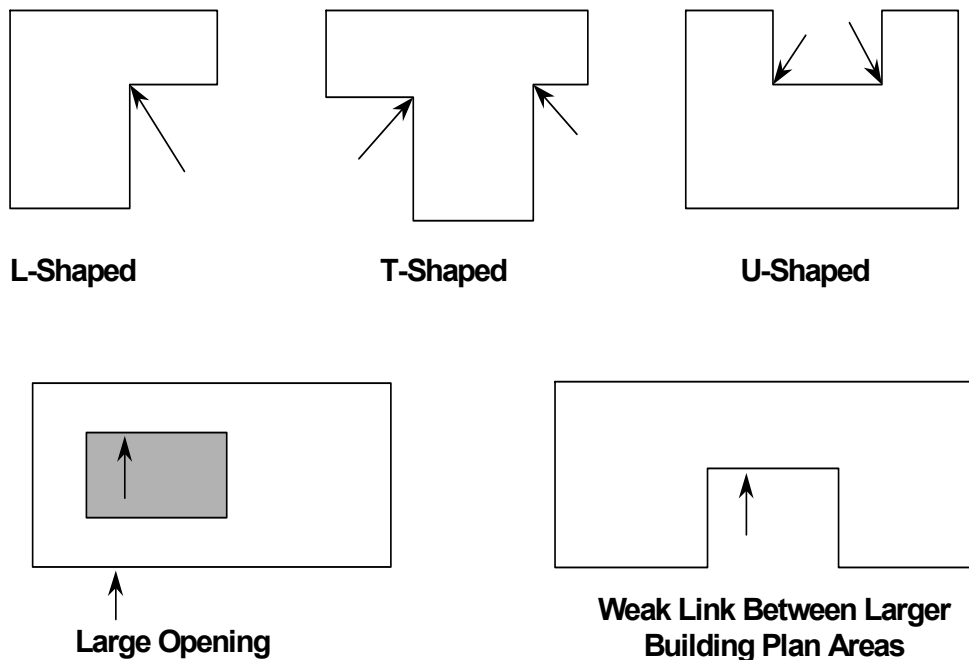 L-Shaped
T-Shaped
U-Shaped
Large Opening
Weak Link Between Larger
Building Plan Areas